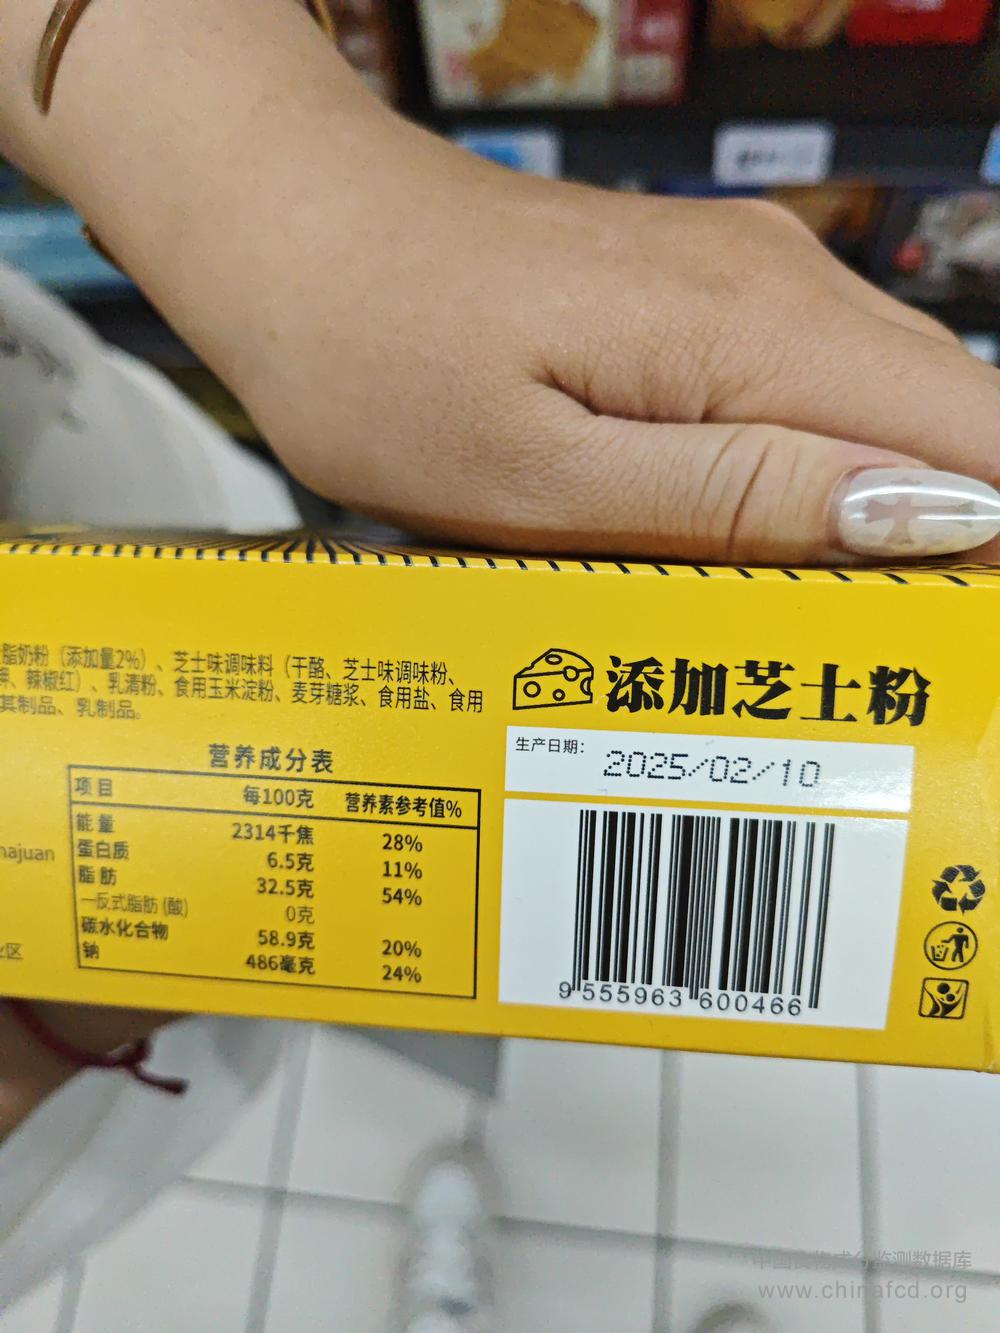 脂奶粉（添加量2%）、芝士味调味料（干酪、芝士味调味粉、
辣椒红）、乳清粉、食用玉米淀粉、麦芽糖浆、食用盐、食用
其制品、乳制品。
添加芝士粉
生产日期：
2025/02/10
营养成分表
项目 每100克 营养素参考值%
能量 2314千焦 28%
蛋白质 6.5克 11%
脂肪 32.5克 54%
—反式脂肪(酸) 0克
碳水化合物 58.9克 20%
钠 486毫克 24%
najuan
区
9 555963 600466
中国食物成分监测数据库
www.chinafcd.org